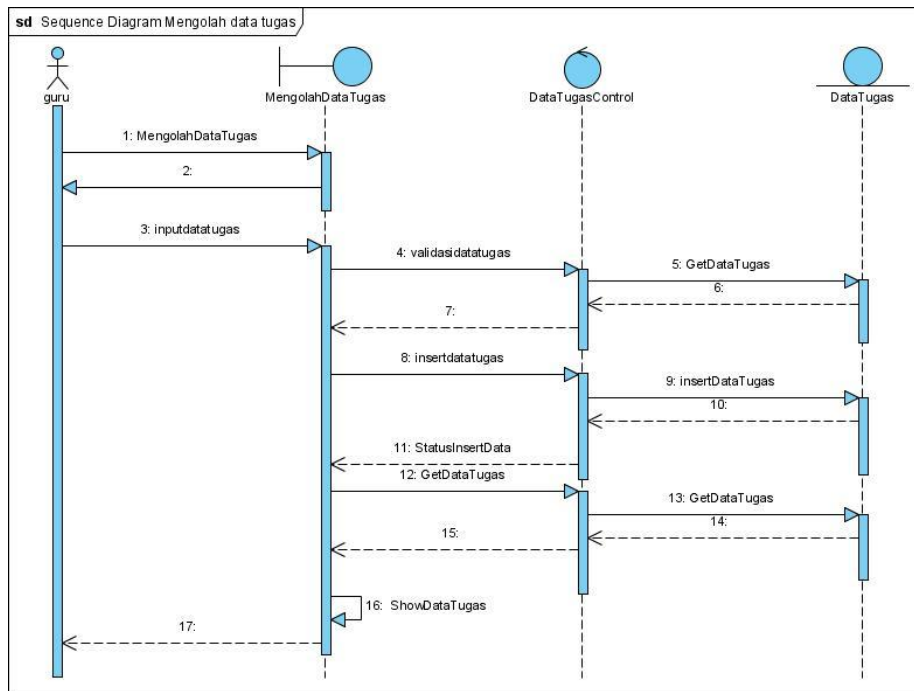 sd Sequence Diagram Mengolah data tugas
guru
MengolahDataTugas
DataTugasControl
DataTugas
1: MengolahDataTugas
2:
3: inputdatatugas
4: validasidatatugas
5: GetDataTugas
6:
7:
8: insertdatatugas
9: insertDataTugas
10:
11: StatusInsertData
12: GetDataTugas
13: GetDataTugas
14:
15:
16: ShowDataTugas
17: